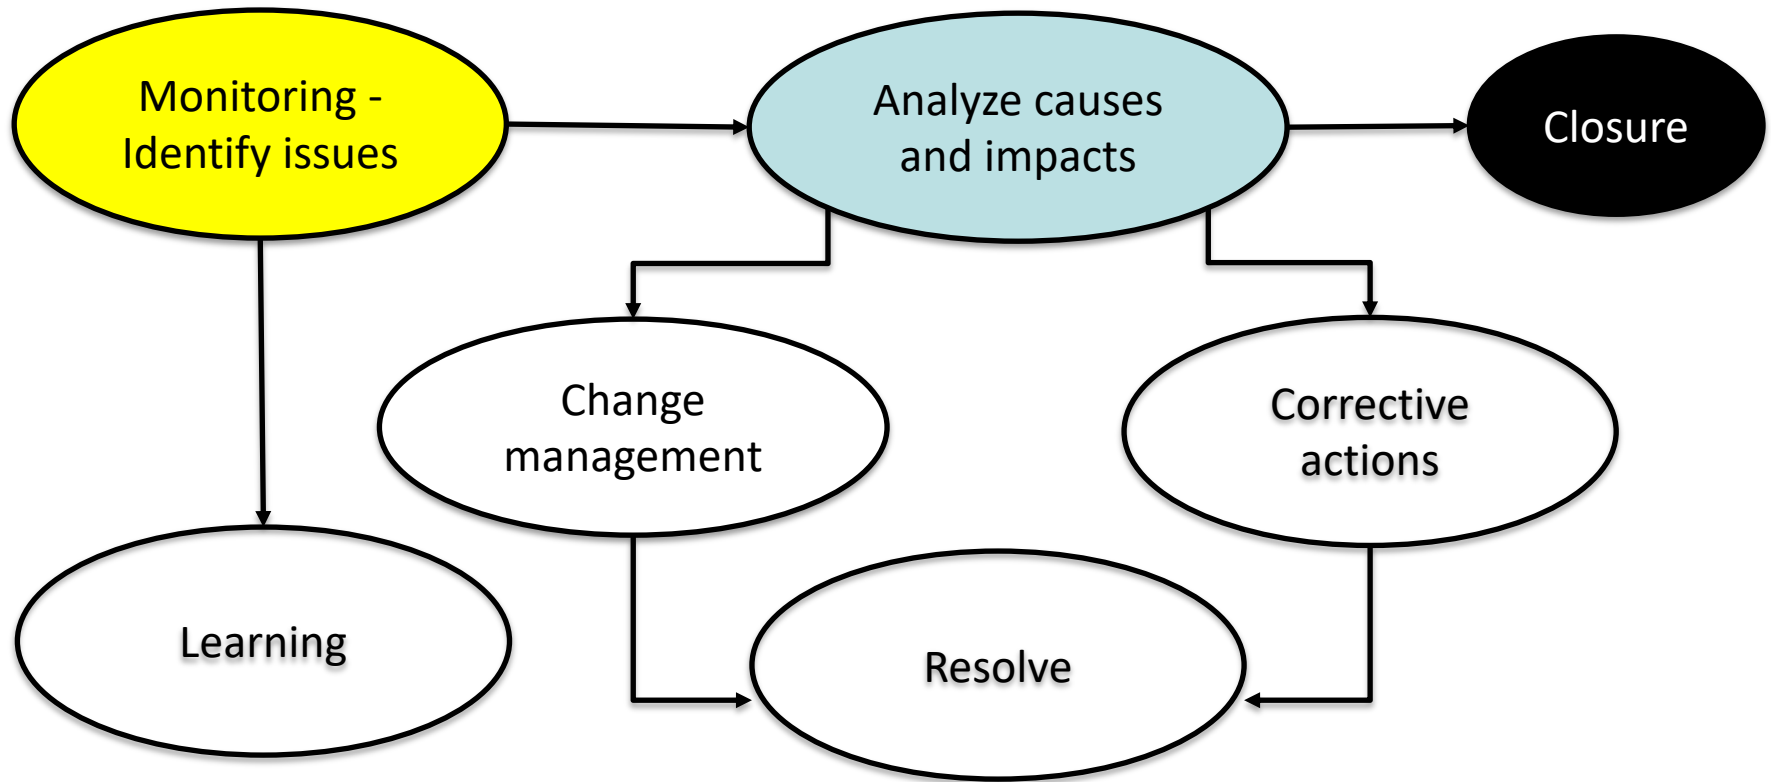 Monitoring -
Identify issues
Analyze causes
and impacts
Closure
Change
management
Corrective
actions
Learning
Resolve